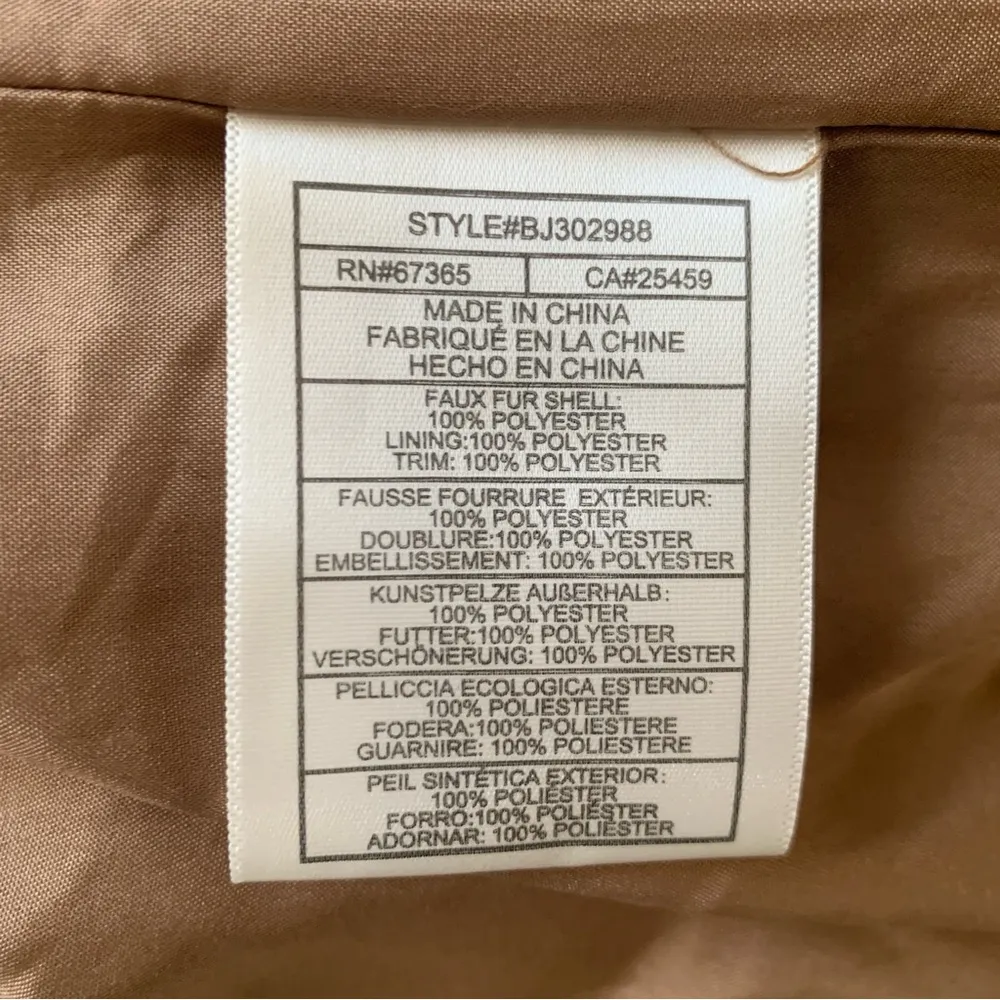 STYLE#BJ302988
RN#67365 CA#25459
MADE IN CHINA
FABRIQUÉ EN LA CHINE
HECHO EN CHINA
FAUX FUR SHELL:
100% POLYESTER
LINING:100% POLYESTER
TRIM: 100% POLYESTER
FAUSSE FOURRURE EXTÉRIEUR:
100% POLYESTER
DOUBLURE:100% POLYESTER
EMBELLISSEMENT: 100% POLYESTER
KUNSTPELZE AUßERHALB:
100% POLYESTER
FUTTER:100% POLYESTER
VERSCHÖNERUNG: 100% POLYESTER
PELLICCIA ECOLOGICA ESTERNO:
100% POLIESTERE
FODERA:100% POLIESTERE
GUARNIRE: 100% POLIESTERE
PEIL SINTÉTICA EXTERIOR:
100% POLIÉSTER
FORRO:100% POLIÉSTER
ADORNAR: 100% POLIÉSTER